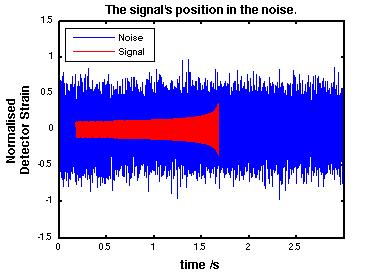 The signal's position in the noise.
1.5
Noise
Signal
1
0.5
0
-0.5
-1
-1.5
Normalised
Detector Strain
0 0.5 1 1.5 2 2.5
time /s